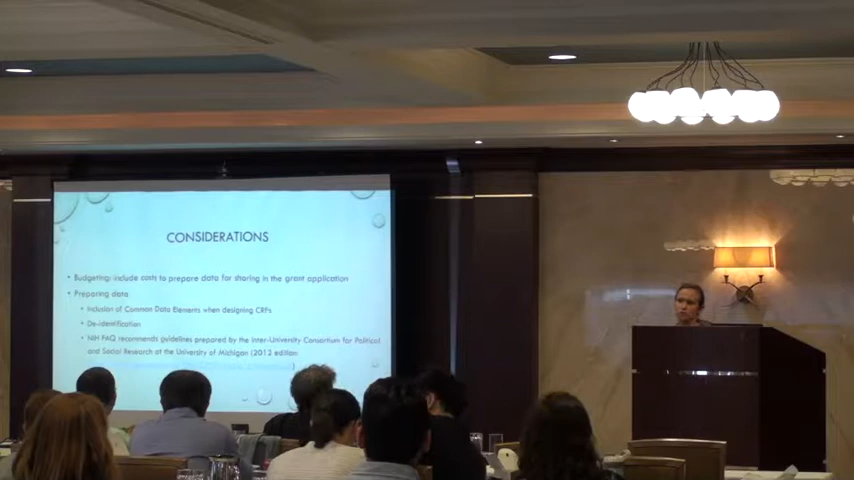 CONSIDERATIONS
• Budgeting: include costs to prepare data for sharing in the grant application
• Preparing data
• Inclusion of Common Data Elements when designing CRFs
• De-identification
• NIH FAQ recommends guidelines prepared by the Inter-University Consortium for Political
and Social Research at the University of Michigan (2012 edition